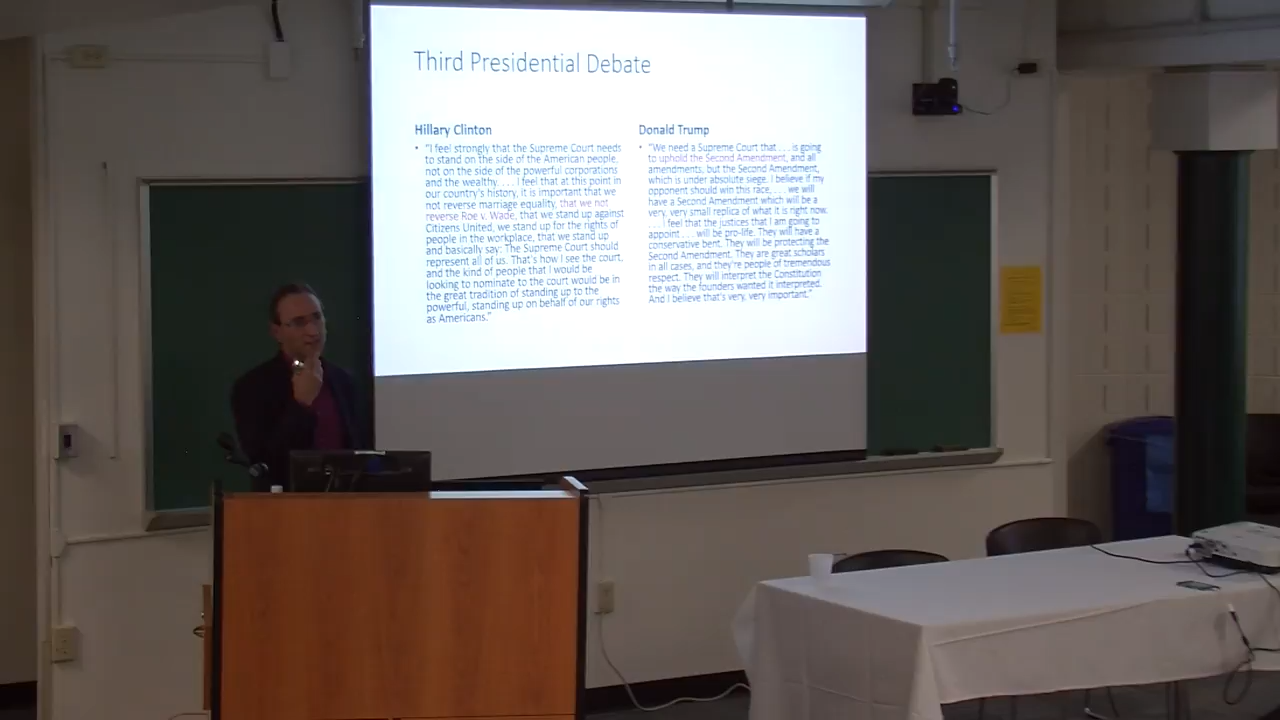 Third Presidential Debate
Hillary Clinton
• "I feel strongly that the Supreme Court needs
to stand on the side of the American people,
not on the side of the powerful corporations
and the wealthy. . . . I feel that at this point in
our country's history, it is important that we
not reverse marriage equality, that we not
reverse Roe v. Wade, that we stand up against
Citizens United, we stand up for the rights of
people in the workplace, that we stand up
and basically say: The Supreme Court should
represent all of us. That's how I see the court,
and the kind of people that I would be
looking to nominate to the court would be in
the great tradition of standing up to the
powerful, standing up on behalf of our rights
as Americans."
Donald Trump
• "We need a Supreme Court that . . . is going
to uphold the Second Amendment, and all
amendments, but the Second Amendment,
which is under absolute siege. I believe if my
opponent should win this race, . . . we will
have a Second Amendment which will be a
very, very small replica of what it is right now.
. . . I feel that the justices that I am going to
appoint . . . will be pro-life. They will have a
conservative bent. They will be protecting the
Second Amendment. They are great scholars
in all cases, and they're people of tremendous
respect. They will interpret the Constitution
the way the founders wanted it interpreted.
And I believe that's very, very important."